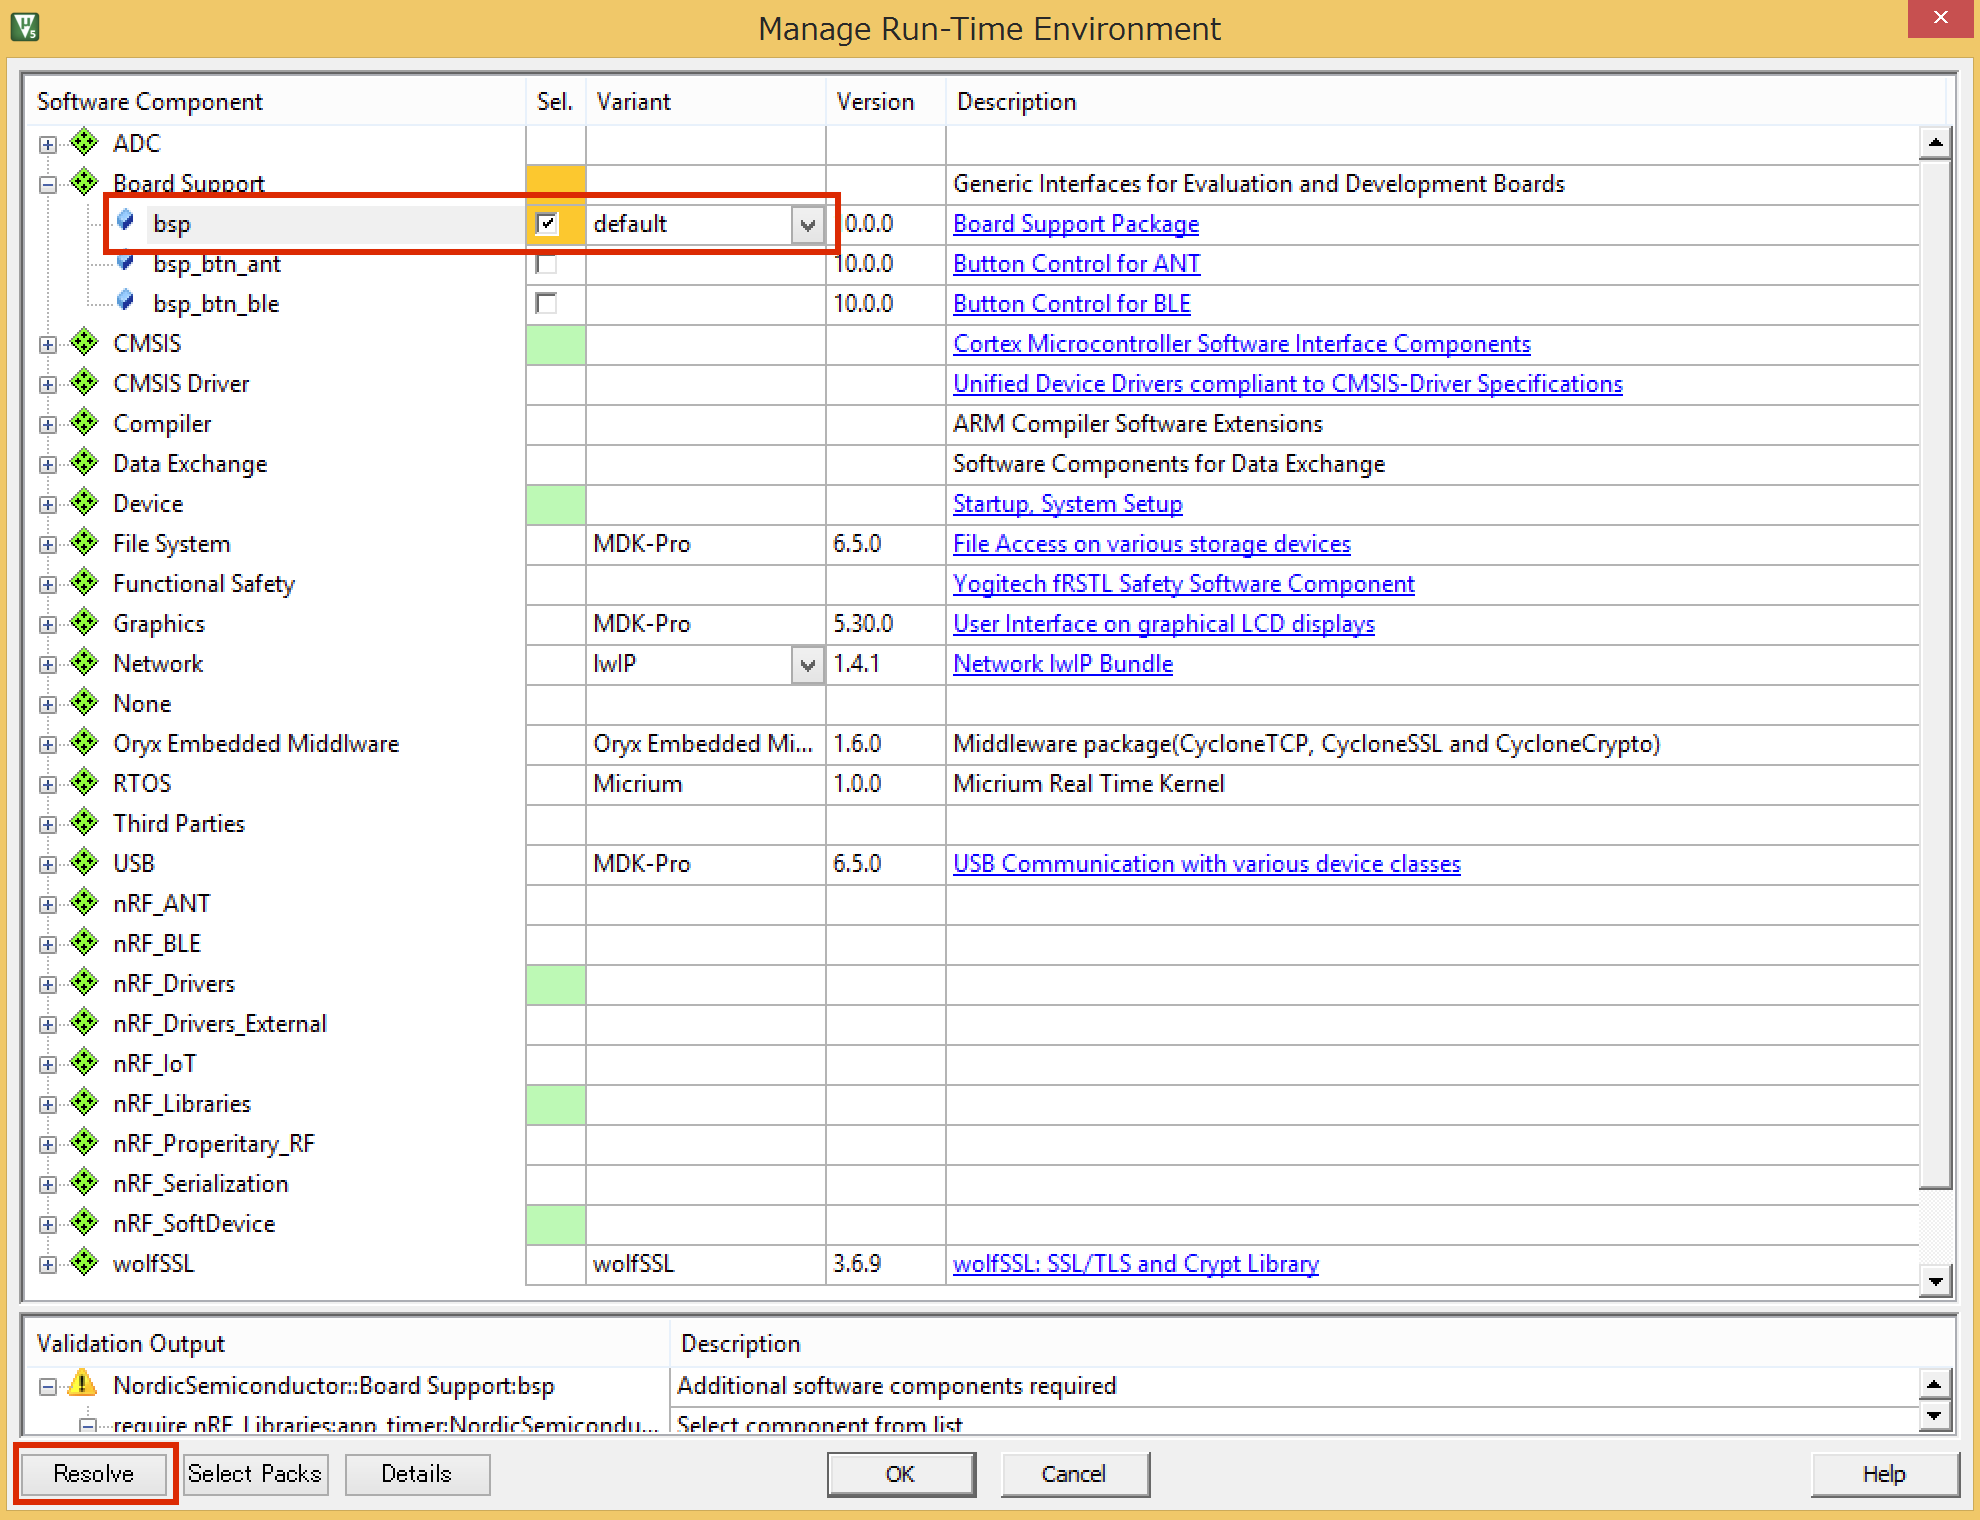 Manage Run-Time Environment
Software Component Sel. Variant Version Description
ADC
Board Support Generic Interfaces for Evaluation and Development Boards
bsp default 0.0.0 Board Support Package
bsp_btn_ant 10.0.0 Button Control for ANT
bsp_btn_ble 10.0.0 Button Control for BLE
CMSIS Cortex Microcontroller Software Interface Components
CMSIS Driver Unified Device Drivers compliant to CMSIS-Driver Specifications
Compiler ARM Compiler Software Extensions
Data Exchange Software Components for Data Exchange
Device Startup, System Setup
File System MDK-Pro 6.5.0 File Access on various storage devices
Functional Safety Yogitech fRSTL Safety Software Component
Graphics MDK-Pro 5.30.0 User Interface on graphical LCD displays
Network lwIP 1.4.1 Network lwIP Bundle
None
Oryx Embedded Middlware Oryx Embedded Mi... 1.6.0 Middleware package(CycloneTCP, CycloneSSL and CycloneCrypto)
RTOS Micrium 1.0.0 Micrium Real Time Kernel
Third Parties
USB MDK-Pro 6.5.0 USB Communication with various device classes
nRF_ANT
nRF_BLE
nRF_Drivers
nRF_Drivers_External
nRF_IoT
nRF_Libraries
nRF_Properitary_RF
nRF_Serialization
nRF_SoftDevice
wolfSSL wolfSSL 3.6.9 wolfSSL: SSL/TLS and Crypt Library
Validation Output Description
NordicSemiconductor::Board Support:bsp Additional software components required
require nRF_Libraries:app_timer:NordicSemicondu... Select component from list
Resolve Select Packs Details OK Cancel Help